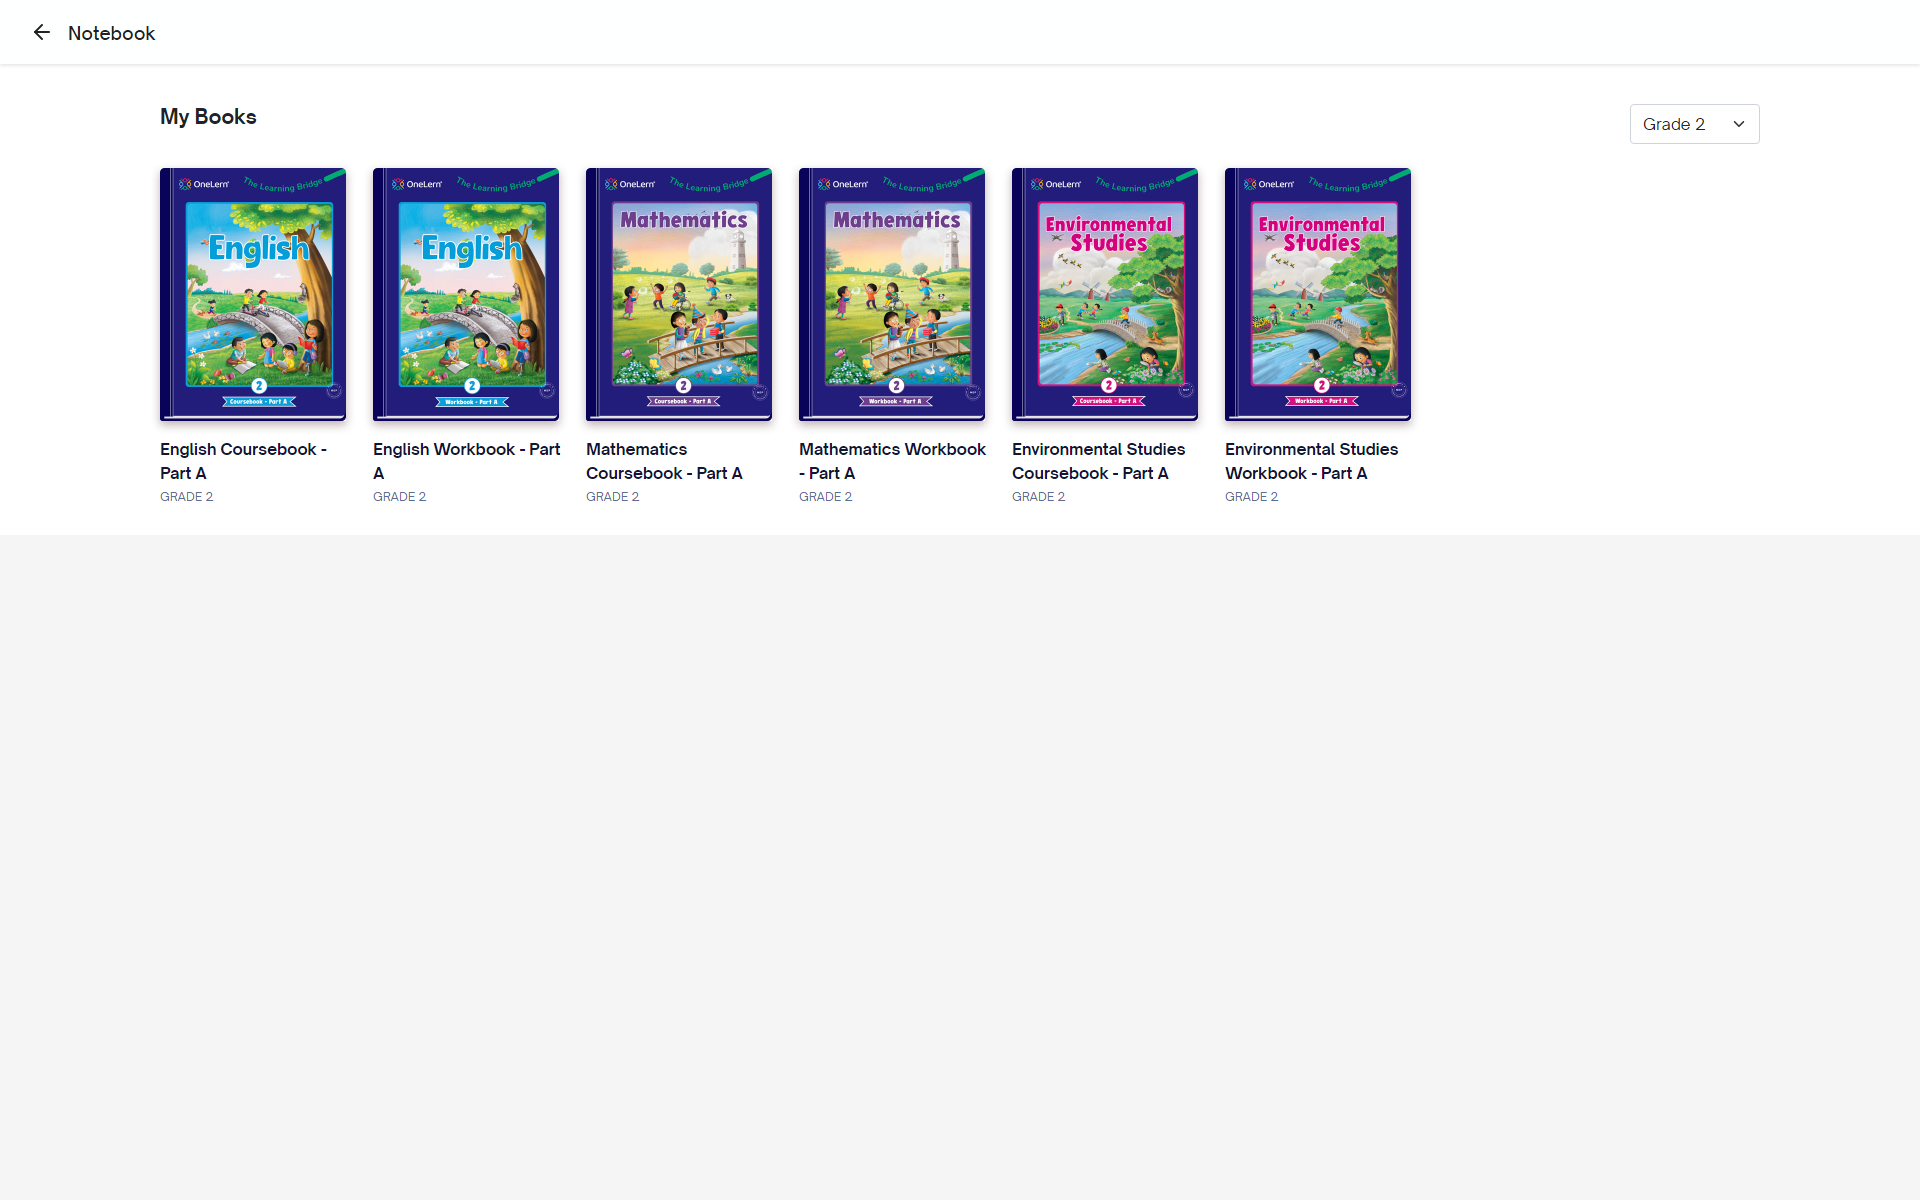 Notebook
My Books
Grade 2
OneLern
The Learning Bridge
English
2
Coursebook - Part A
OneLern
The Learning Bridge
English
2
Workbook - Part A
OneLern
The Learning Bridge
Mathematics
2
Coursebook - Part A
OneLern
The Learning Bridge
Mathematics
2
Workbook - Part A
OneLern
The Learning Bridge
Environmental
Studies
2
Coursebook - Part A
OneLern
The Learning Bridge
Environmental
Studies
2
Workbook - Part A
English Coursebook -
Part A
GRADE 2
English Workbook - Part
A
GRADE 2
Mathematics
Coursebook - Part A
GRADE 2
Mathematics Workbook
- Part A
GRADE 2
Environmental Studies
Coursebook - Part A
GRADE 2
Environmental Studies
Workbook - Part A
GRADE 2